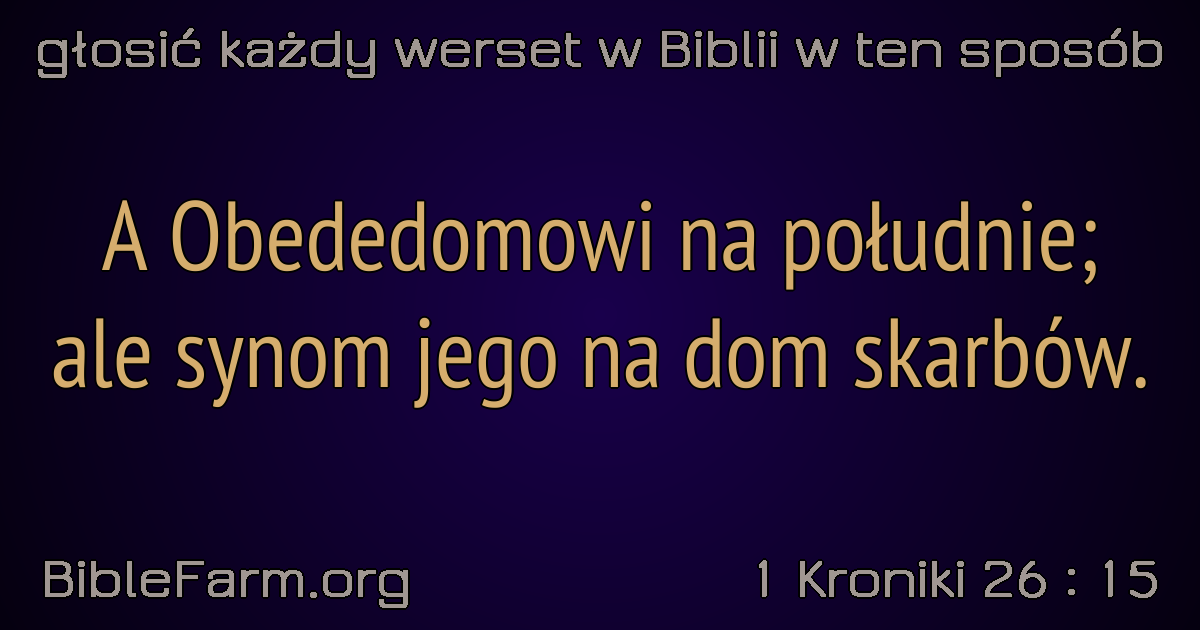 głosić każdy werset w Biblii w ten sposób
A Obededomowi na południe;
ale synom jego na dom skarbów.
BibleFarm.org
1 Kroniki 26 : 15